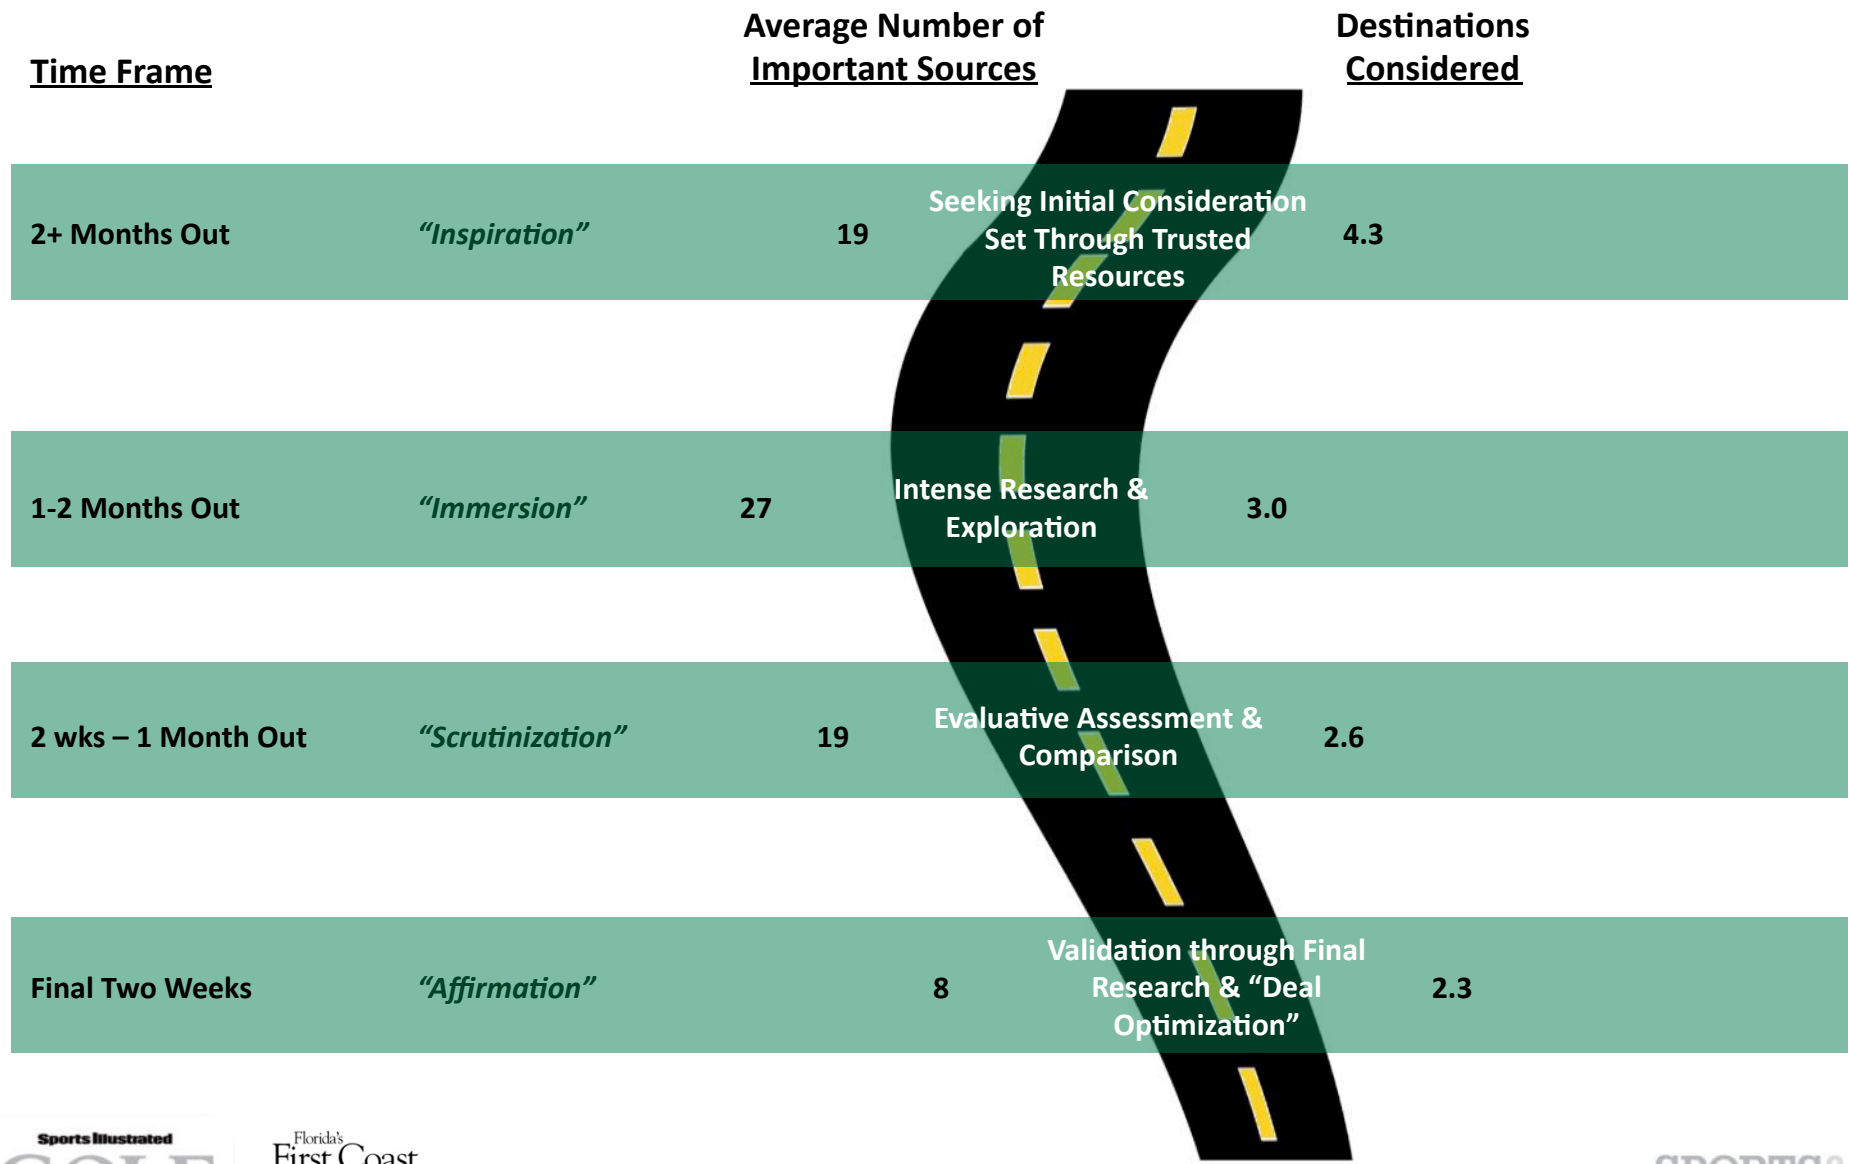 Average Number of
Important Sources
Destinations
Considered
Time Frame
2+ Months Out
“Inspiration”
19
Seeking Initial Consideration
Set Through Trusted
Resources
4.3
1-2 Months Out
“Immersion”
27
Intense Research &
Exploration
3.0
2 wks – 1 Month Out
“Scrutinization”
19
Evaluative Assessment &
Comparison
2.6
Final Two Weeks
“Affirmation”
8
Validation through Final
Research & “Deal
Optimization”
2.3
Sports Illustrated
GOLF
Florida's
First Coast
SPORTS